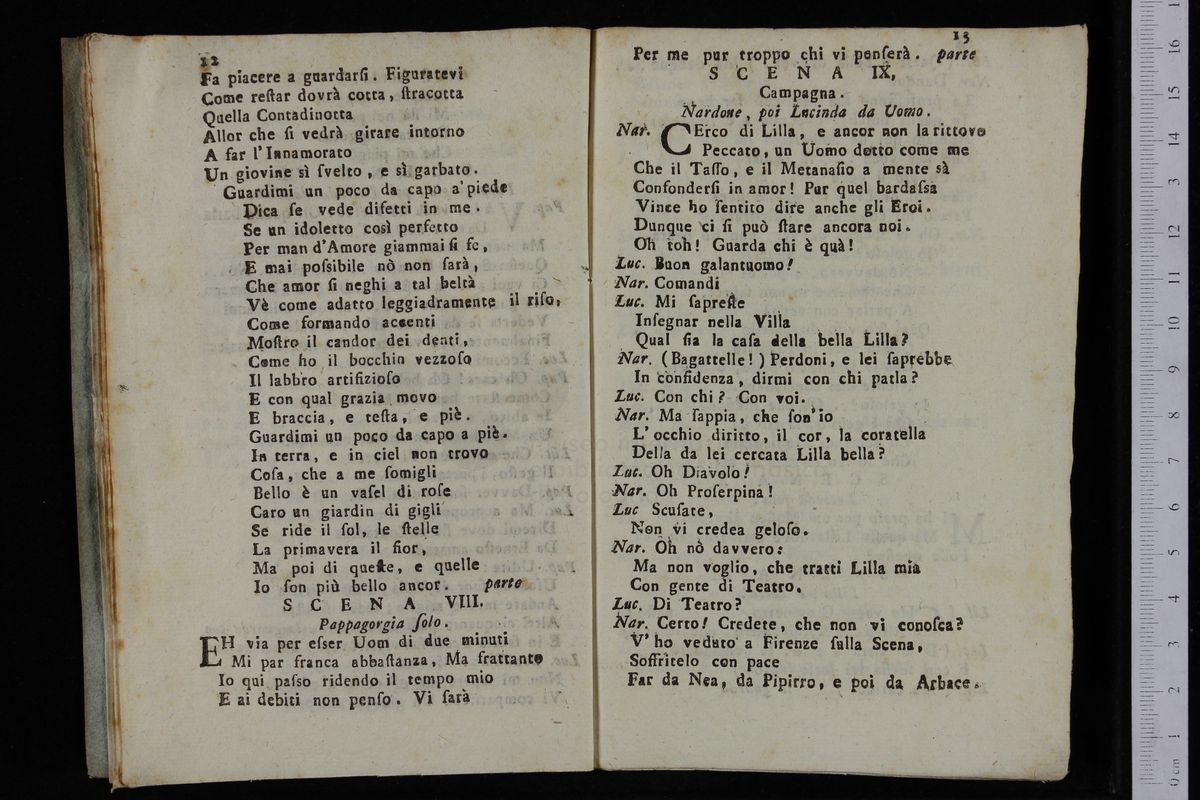 12
Fa piacere a guardarſi. Figuratevi
Come reſtar dovrà cotta, ſtracotta
Quella Contadinotta
Allor che ſi vedrà girare intorno
A far l'Innamorato
Un giovine sì ſvelto, e sì garbato.
Guardimi un poco da capo a'piede
Dica ſe vede difetti in me.
Se un idoletto così perfetto
Per man d'Amore giammai ſi fe,
E mai poſsibile nò non ſarà,
Che amor ſi neghi a tal beltà
Vè come adatto leggiadramente il riſo,
Come formando accenti
Moſtro il candor dei denti,
Come ho il bocchin vezzoſo
Il labbro artifizioſo
E con qual grazia movo
E braccia, e teſta, e piè.
Guardimi un poco da capo a piè.
In terra, e in ciel non trovo
Coſa, che a me ſomigli
Bello è un vaſel di roſe
Caro un giardin di gigli
Se ride il ſol, le ſtelle
La primavera il fior,
Ma poi di queſte, e quelle
Io ſon più bello ancor. parte
SCENA VIII.
Pappagorgia ſolo.
EH via per eſser Uom di due minuti
Mi par franca abbaſtanza, Ma frattanto
Io qui paſso ridendo il tempo mio
E ai debiti non penſo. Vi ſarà
13
Per me pur troppo chi vi penſerà. parte
SCENA IX,
Campagna.
Nardone, poi Lucinda da Uomo.
Nar. CErco di Lilla, e ancor non la rittovo
Peccato, un Uomo dotto come me
Che il Taſſo, e il Metanaſio a mente sà
Confonderſi in amor! Pur quel bardaſsa
Vince ho ſentito dire anche gli Eroi.
Dunque ci ſi può ſtare ancora noi.
Oh toh! Guarda chi è quà!
Luc. Buon galantuomo!
Nar. Comandi
Luc. Mi ſapreſte
Inſegnar nella Villa
Qual ſia la caſa della bella Lilla?
Nar. (Bagattelle!) Perdoni, e lei ſaprebbe
In confidenza, dirmi con chi parla?
Luc. Con chi? Con voi.
Nar. Ma ſappia, che ſon'io
L'occhio diritto, il cor, la coratella
Della da lei cercata Lilla bella?
Luc. Oh Diavolo!
Nar. Oh Proſerpina!
Luc Scuſate,
Non vi credea geloſo.
Nar. Oh nò davvero:
Ma non voglio, che tratti Lilla mia
Con gente di Teatro.
Luc. Di Teatro?
Nar. Certo! Credete, che non vi conoſca?
V'ho veduto a Firenze ſulla Scena,
Soffritelo con pace
Far da Nea, da Pipirro, e poi da Arbace.